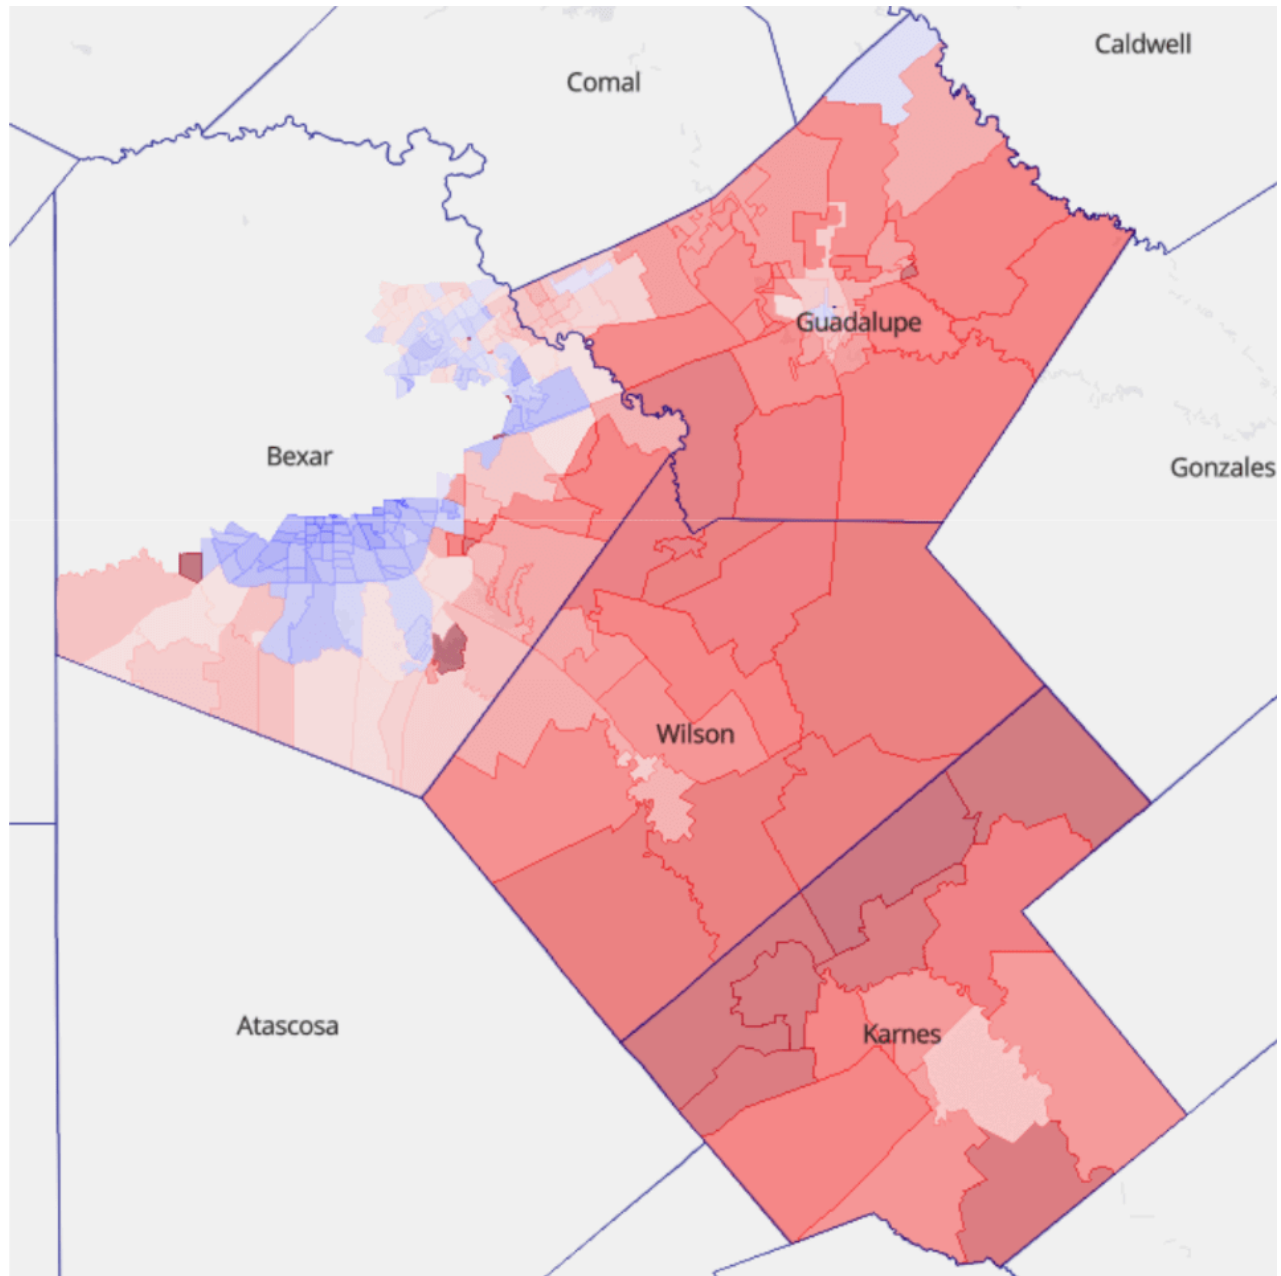 Caldwell
Comal
Guadalupe
Bexar
Gonzales
Wilson
Atascosa
Karnes